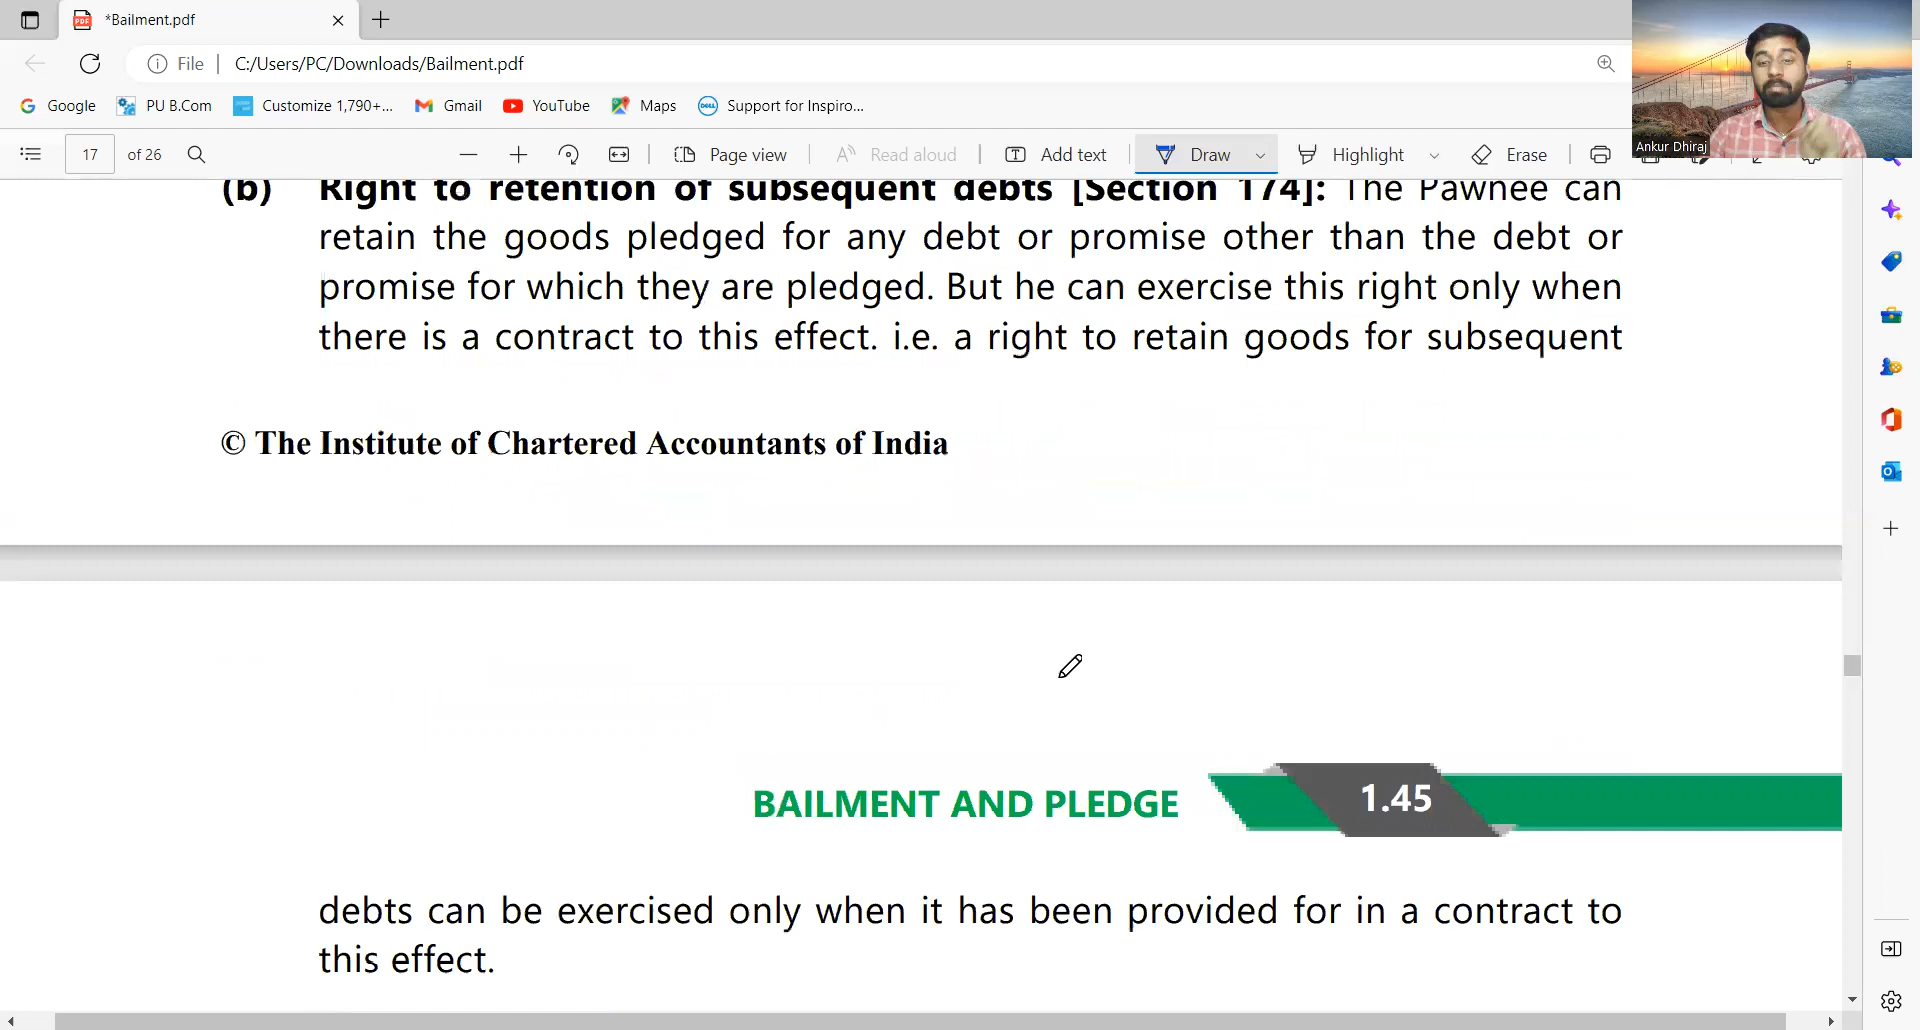 *Bailment.pdf
File
C:/Users/PC/Downloads/Bailment.pdf
Google
PU B.Com
Customize 1,790+...
Gmail
YouTube
Maps
Support for Inspiro...
17
of 26
Page view
Read aloud
Add text
Draw
Highlight
Erase
Ankur Dhiraj
(b) Right to retention of subsequent debts [Section 174]: The Pawnee can
retain the goods pledged for any debt or promise other than the debt or
promise for which they are pledged. But he can exercise this right only when
there is a contract to this effect. i.e. a right to retain goods for subsequent
© The Institute of Chartered Accountants of India
BAILMENT AND PLEDGE
1.45
debts can be exercised only when it has been provided for in a contract to
this effect.